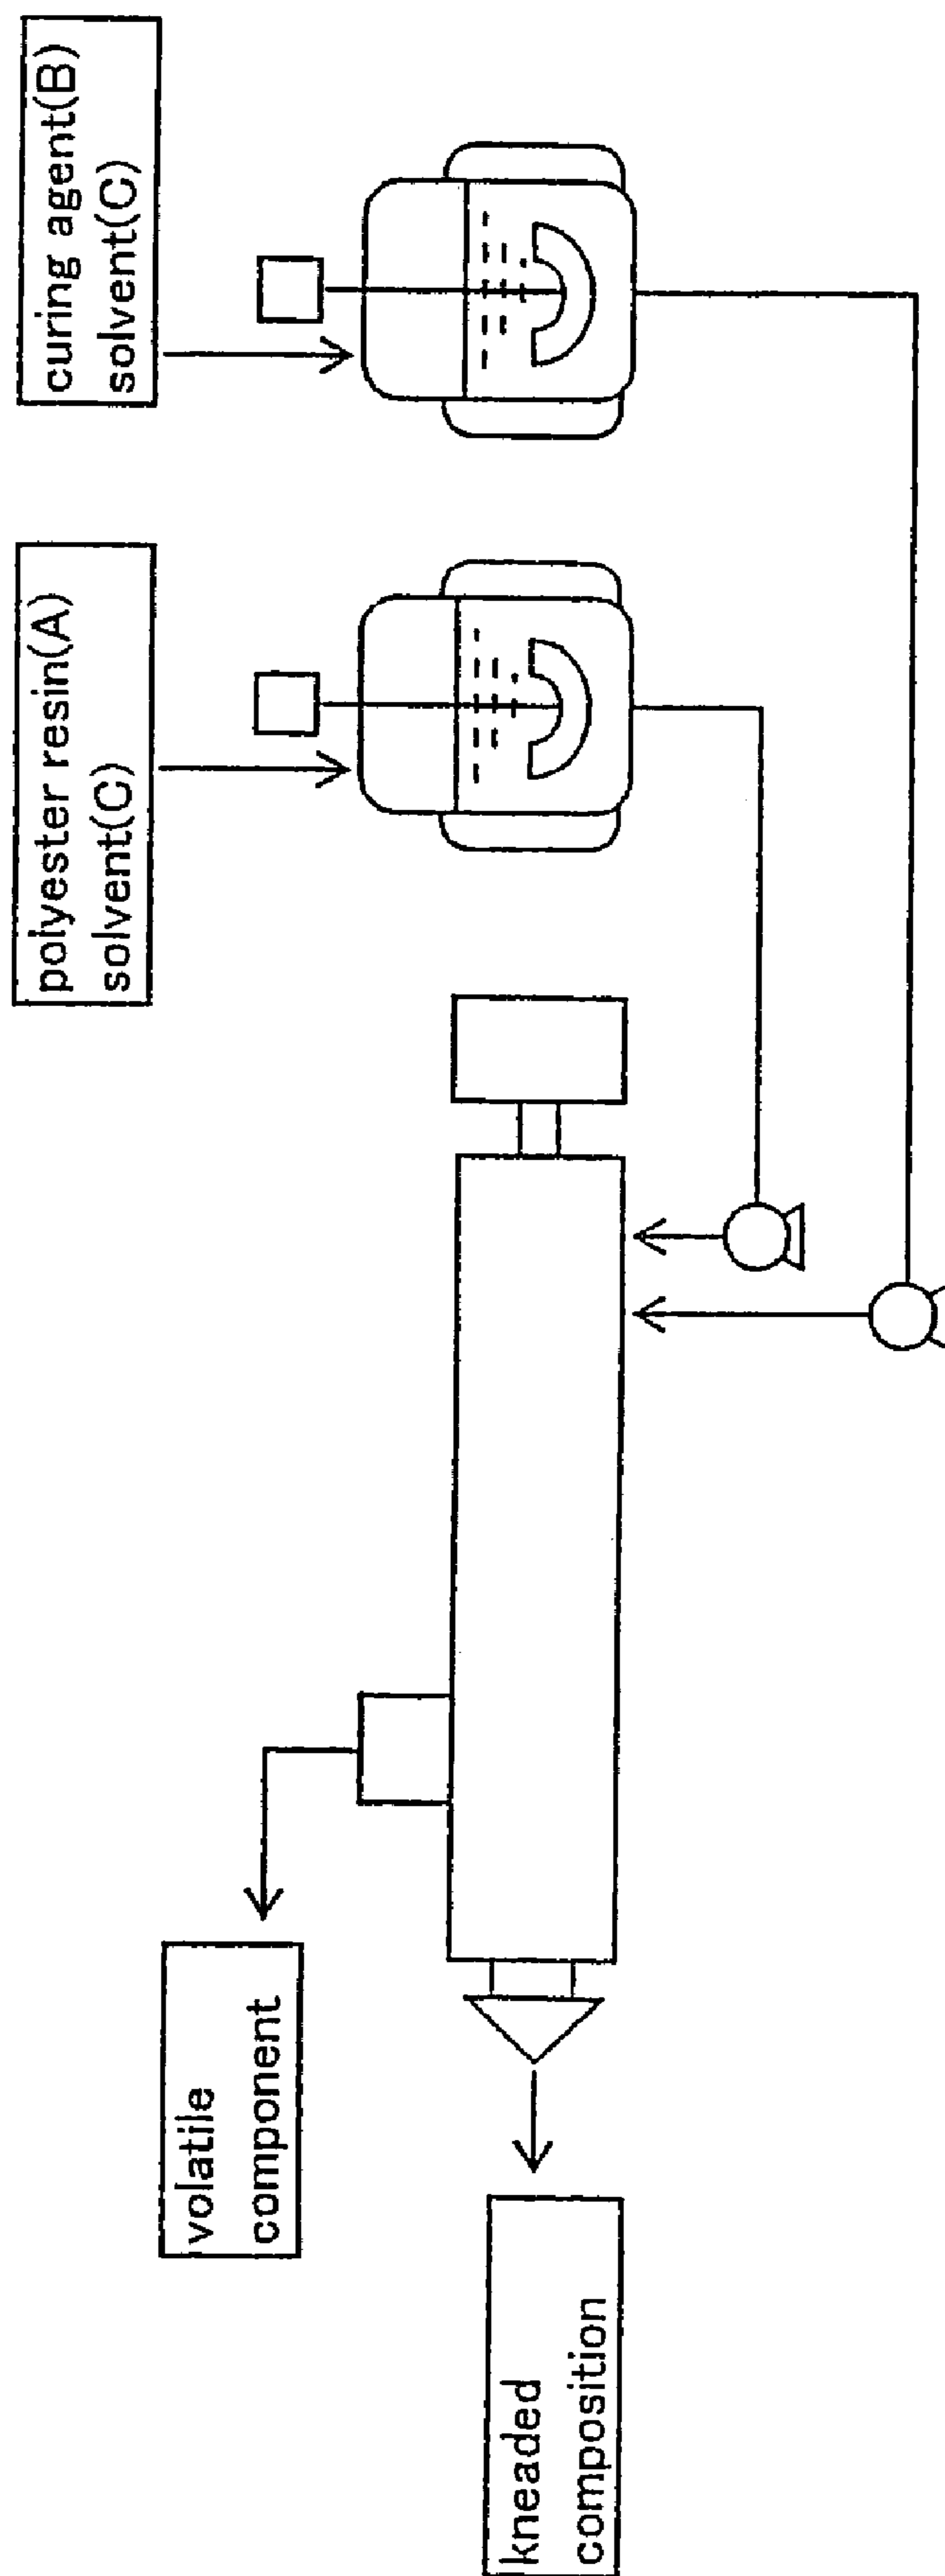 curing agent(B)
solvent(C)
polyester resin(A)
solvent(C)
volatile
component
kneaded
composition